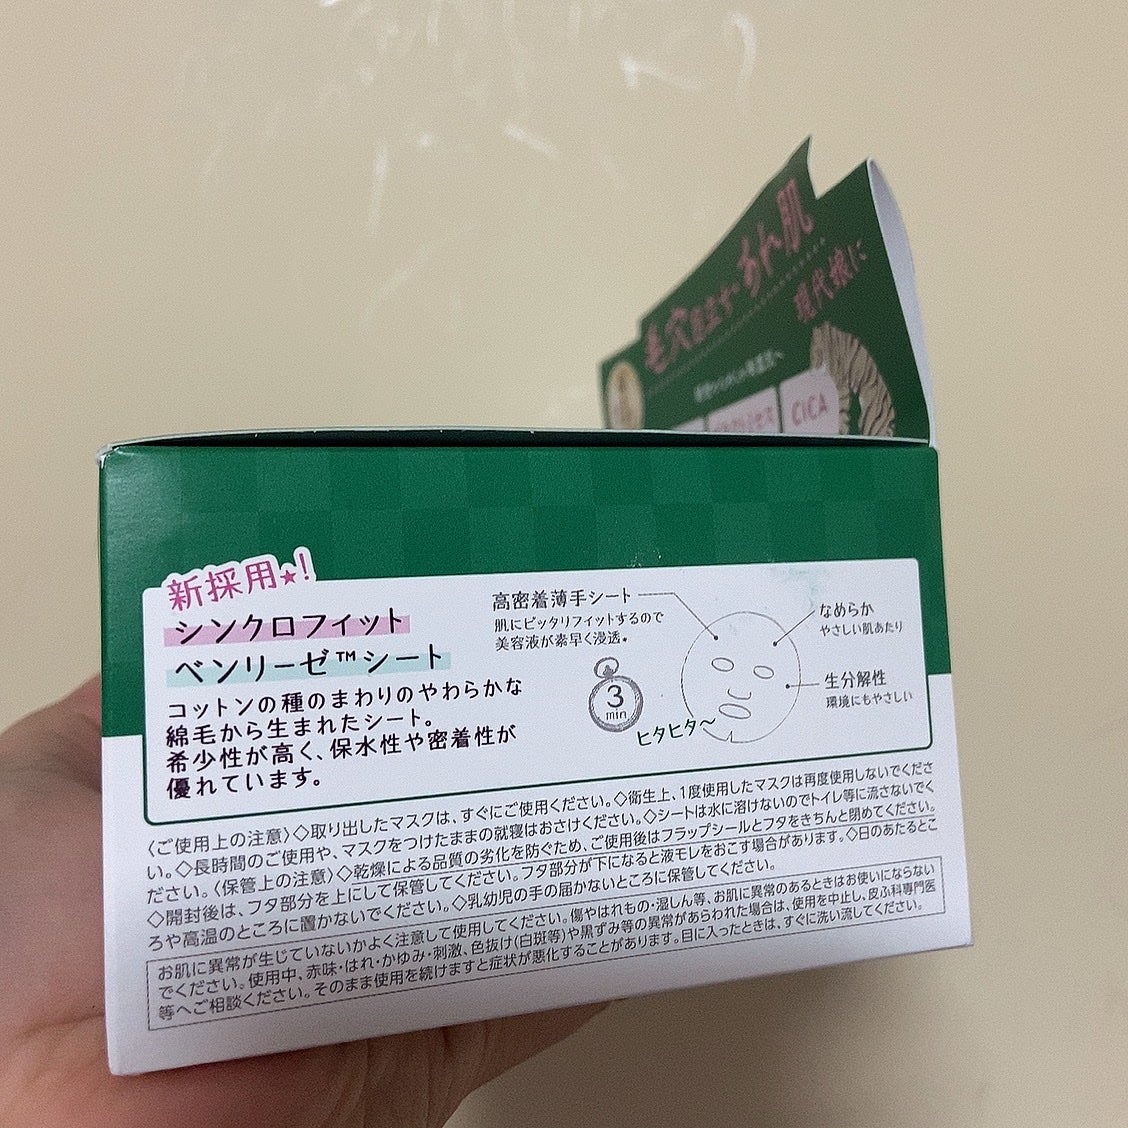 毛穴目立たずあん肌
現代娘に
CICA
新採用★!
シンクロフィット
ベンリーゼ™シート
コットンの種のまわりのやわらかな
綿毛から生まれたシート。
希少性が高く、保水性や密着性が
優れています。
高密着薄手シート
肌にピッタリフィットするので
美容液が素早く浸透。
3
min
ヒタヒタ〜
なめらか
やさしい肌あたり
生分解性
環境にもやさしい
〈ご使用上の注意〉◇取り出したマスクは、すぐにご使用ください。◇衛生上、1度使用したマスクは再度使用しないでくださ
い。◇長時間のご使用や、マスクをつけたままの就寝はおさけください。◇シートは水に溶けないのでトイレ等に流さないでく
ださい。〈保管上の注意〉◇乾燥による品質の劣化を防ぐため、ご使用後はフラップシールとフタをきちんと閉めてください。
◇開封後は、フタ部分を上にして保管してください。フタ部分が下になると液モレをおこす場合があります。◇日のあたるとこ
ろや高温のところに置かないでください。◇乳幼児の手の届かないところに保管してください。
お肌に異常が生じていないかよく注意して使用してください。傷やはれもの・湿しん等、お肌に異常のあるときはお使いにならない
でください。使用中、赤味・はれ・かゆみ・刺激、色抜け(白斑等)や黒ずみ等の異常があらわれた場合は、使用を中止し、皮ふ科専門医
等へご相談ください。そのまま使用を続けますと症状が悪化することがあります。目に入ったときは、すぐに洗い流してください。